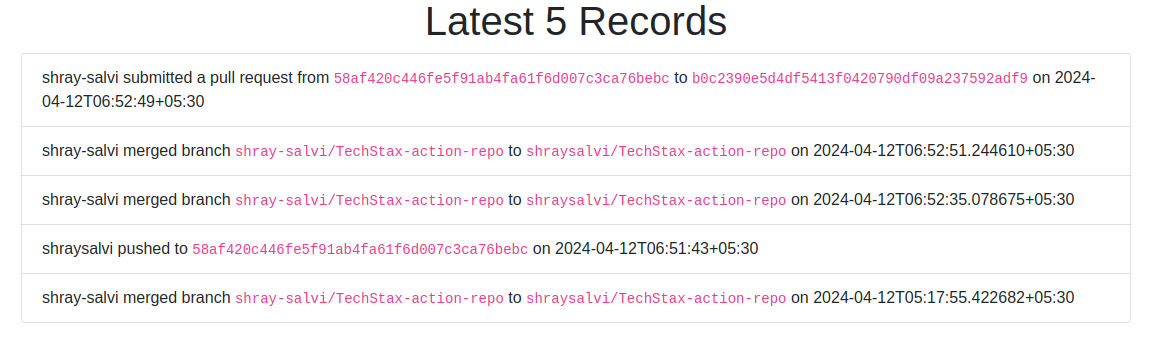 Latest 5 Records
shray-salvi submitted a pull request from 58af420c446fe5f91ab4fa61f6d007c3ca76bebc to b0c2390e5d4df5413f0420790df09a237592adf9 on 2024-
04-12T06:52:49+05:30
shray-salvi merged branch shray-salvi/TechStax-action-repo to shraysalvi/TechStax-action-repo on 2024-04-12T06:52:51.244610+05:30
shray-salvi merged branch shray-salvi/TechStax-action-repo to shraysalvi/TechStax-action-repo on 2024-04-12T06:52:35.078675+05:30
shraysalvi pushed to 58af420c446fe5f91ab4fa61f6d007c3ca76bebc on 2024-04-12T06:51:43+05:30
shray-salvi merged branch shray-salvi/TechStax-action-repo to shraysalvi/TechStax-action-repo on 2024-04-12T05:17:55.422682+05:30